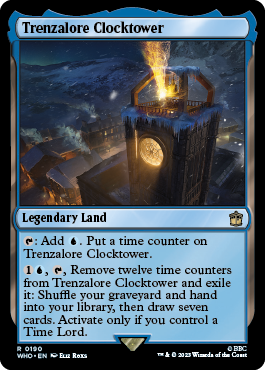 Trenzalore Clocktower
Legendary Land
: Add . Put a time counter on
Trenzalore Clocktower.
1 , , Remove twelve time counters
from Trenzalore Clocktower and exile
it: Shuffle your graveyard and hand
into your library, then draw seven
cards. Activate only if you control a
Time Lord.
R 0190 © BBC
WHO • EN Euz Roxs ™ & © 2023 Wizards of the Coast